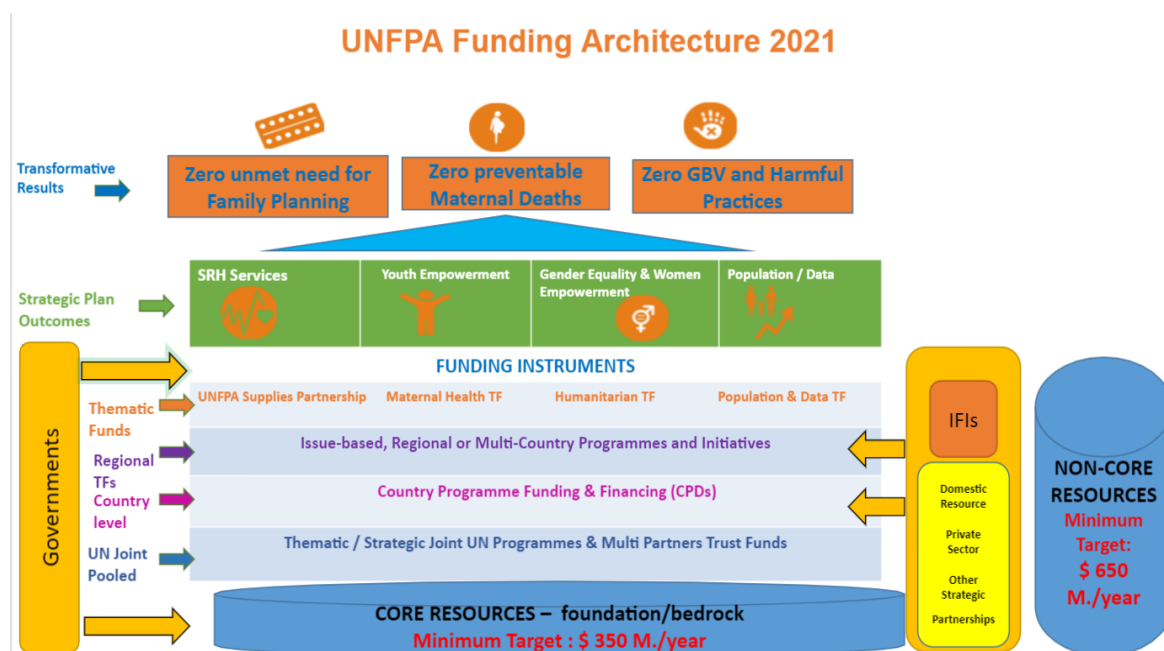 UNFPA Funding Architecture 2021
Transformative
Results
Zero unmet need for
Family Planning
Zero preventable
Maternal Deaths
Zero GBV and Harmful
Practices
Strategic Plan
Outcomes
SRH Services
Youth Empowerment
Gender Equality & Women
Empowerment
Population / Data
FUNDING INSTRUMENTS
Governments
Thematic
Funds
UNFPA Supplies Partnership
Maternal Health TF
Humanitarian TF
Population & Data TF
Regional
TFs
Issue-based, Regional or Multi-Country Programmes and Initiatives
Country
level
Country Programme Funding & Financing (CPDs)
UN Joint
Pooled
Thematic / Strategic Joint UN Programmes & Multi Partners Trust Funds
CORE RESOURCES – foundation/bedrock
Minimum Target : $ 350 M./year
IFIs
Domestic
Resource
Private
Sector
Other
Strategic
Partnerships
NON-CORE
RESOURCES
Minimum
Target:
$ 650
M./year